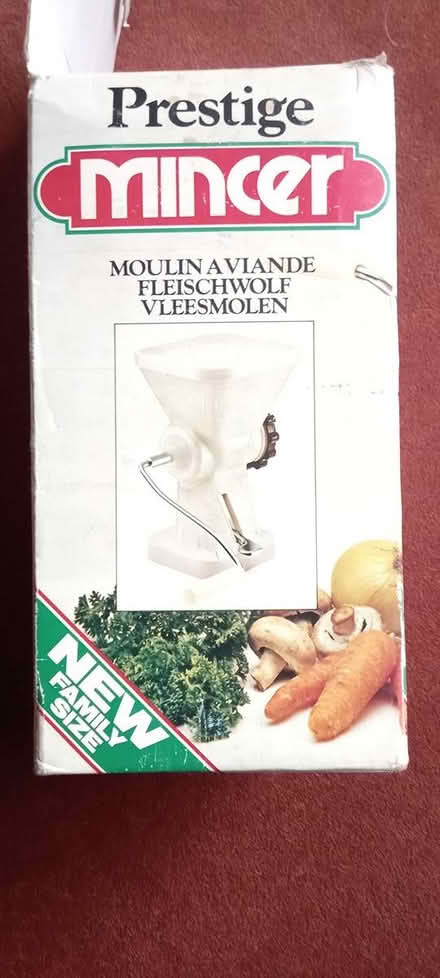 Prestige
mincer
MOULIN A VIANDE
FLEISCHWOLF
VLEESMOLEN
NEW
FAMILY
SIZE